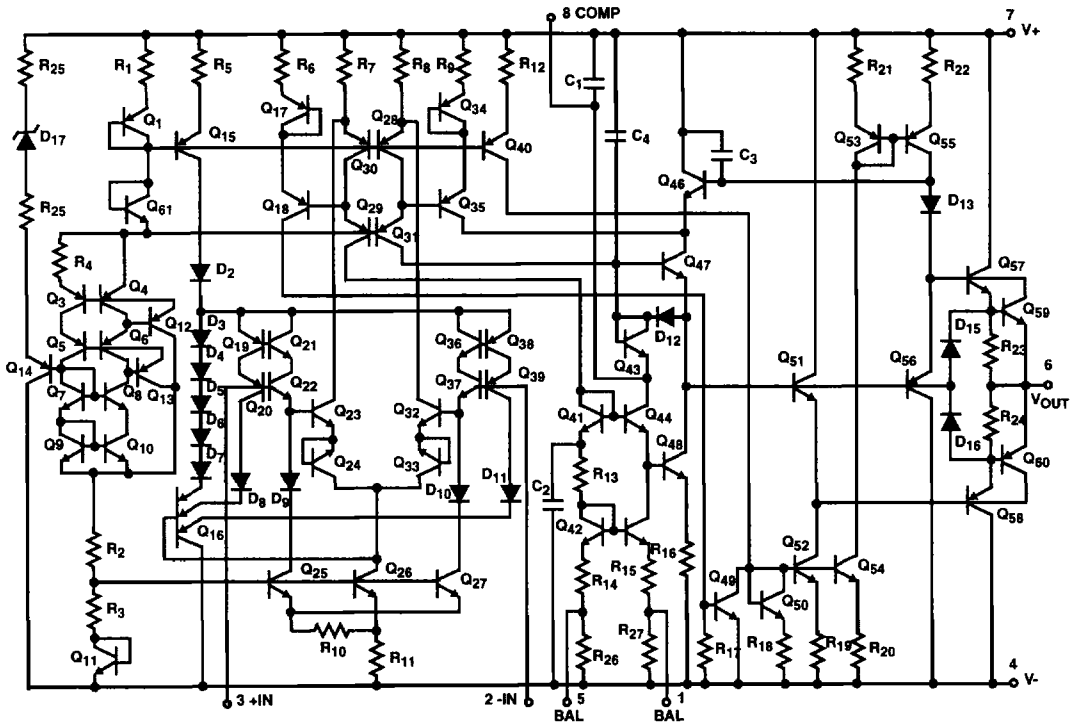 8 COMP
7
V+
R25
R1
R5
R6
R7
R8
R9
R12
C1
R21
R22
Q1
Q17
Q28
Q34
D17
Q15
C4
Q53
Q55
Q30
Q40
C3
R25
Q61
Q18
Q29
Q35
Q46
D13
Q31
R4
D2
Q47
Q57
Q3
Q4
Q12
D3
Q59
Q5
Q6
Q19
Q21
Q36
Q38
D12
D15
D4
Q43
R23
Q14
Q8
Q13
D5
Q22
Q37
Q39
Q51
Q56
6
Q7
Q20
Q23
Q32
Q41
Q44
VOUT
D6
D16
R24
Q9
Q10
D7
Q24
Q33
Q48
Q60
D8
D9
D10
D11
C2
R13
Q58
Q16
Q42
R2
R16
Q52
Q25
Q26
Q27
R14
R15
Q49
Q54
R3
Q50
R10
R27
Q11
R11
R26
R17
R18
R19
R20
4
V-
3 +IN
2 -IN
5
BAL
1
BAL